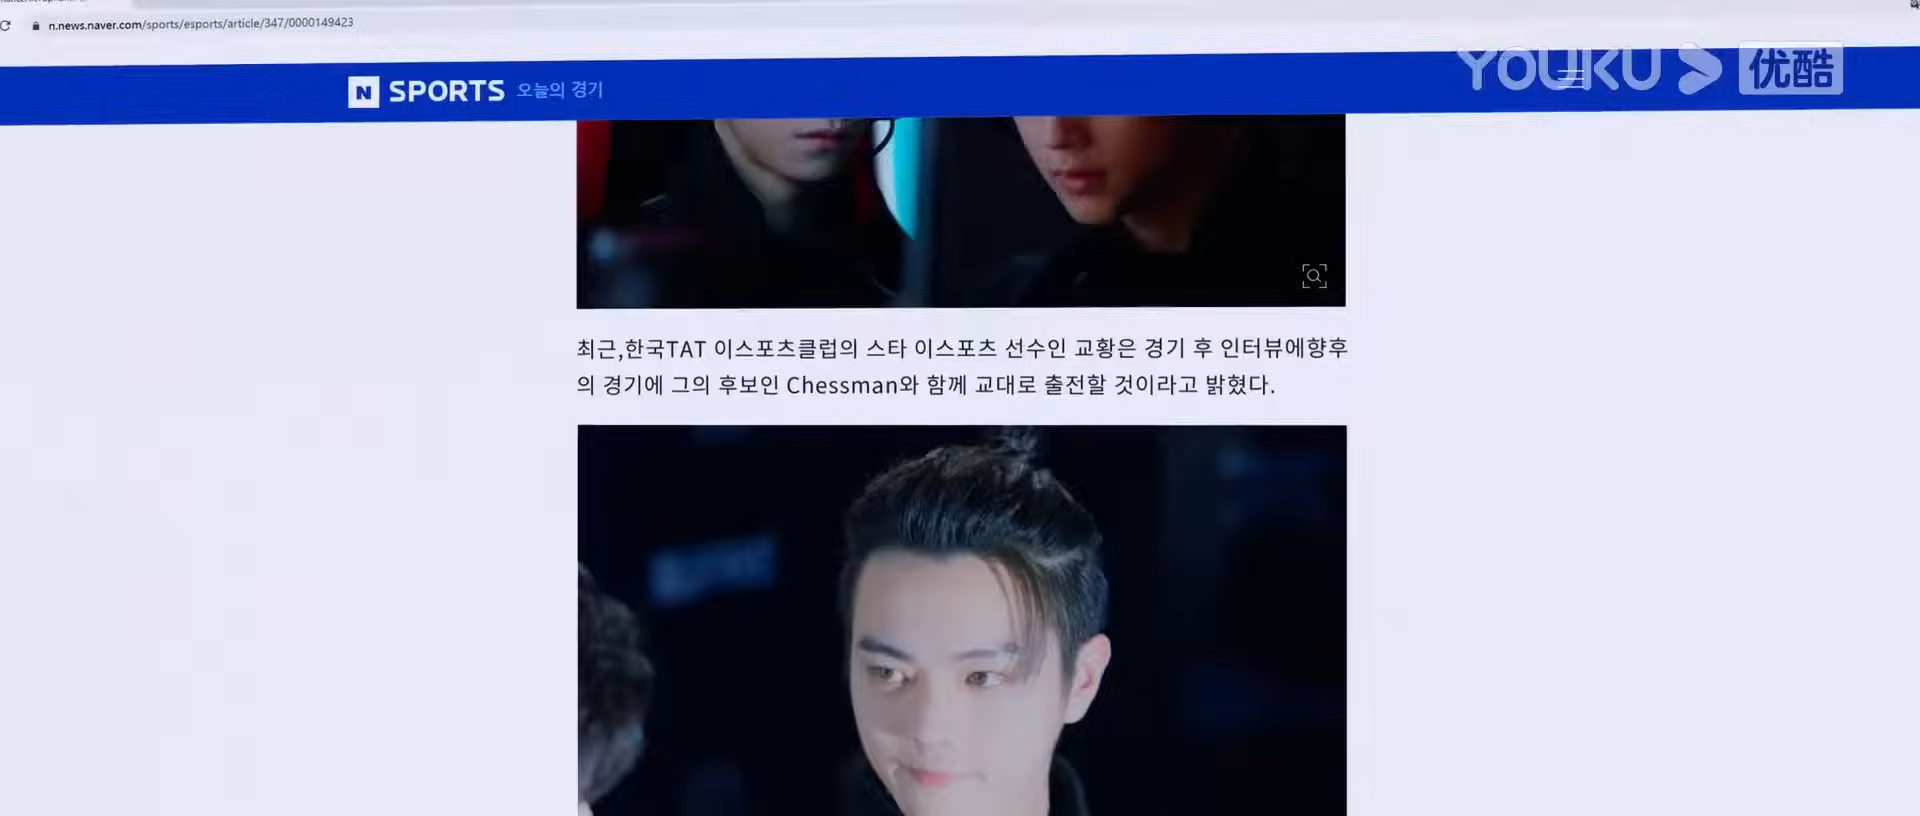 n.news.naver.com/sports/esports/article/347/0000149423
YOUKU 优酷
N SPORTS 오늘의 경기
최근,한국TAT 이스포츠클럽의 스타 이스포츠 선수인 교황은 경기 후 인터뷰에향후
의 경기에 그의 후보인 Chessman와 함께 교대로 출전할 것이라고 밝혔다.